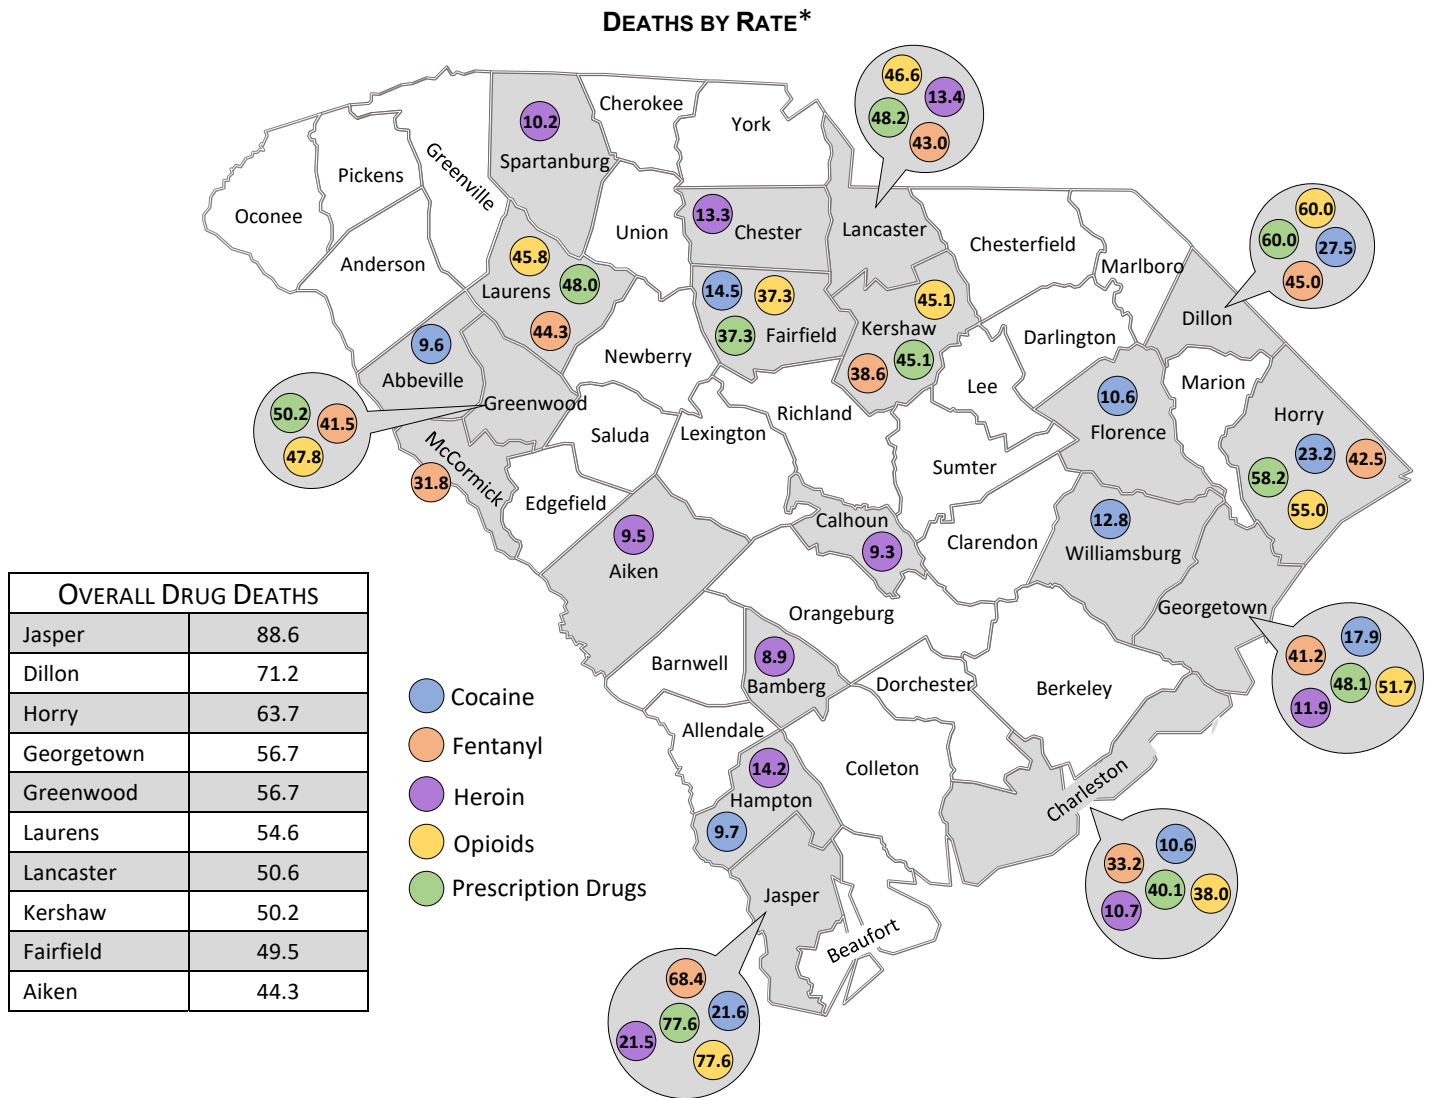 DEATHS BY RATE*
46.6
13.4
48.2
43.0
Cherokee
York
10.2
Spartanburg
Greenville
Pickens
Oconee
Anderson
Union
13.3
Chester
Lancaster
Chesterfield
Marlboro
60.0
60.0
27.5
45.0
Dillon
45.8
Laurens
48.0
44.3
14.5
37.3
37.3
Fairfield
45.1
Kershaw
45.1
38.6
Darlington
Lee
Marion
9.6
Abbeville
Newberry
Greenwood
50.2
41.5
47.8
McCormick
31.8
Saluda
Lexington
Richland
Sumter
10.6
Florence
Horry
23.2
42.5
58.2
55.0
Edgefield
9.5
Aiken
Calhoun
9.3
Clarendon
12.8
Williamsburg
Georgetown
17.9
41.2
48.1
51.7
11.9
Orangeburg
Barnwell
8.9
Bamberg
Dorchester
Berkeley
Allendale
14.2
Hampton
9.7
Colleton
Charleston
10.6
33.2
40.1
38.0
10.7
Jasper
Beaufort
68.4
21.6
77.6
21.5
77.6
OVERALL DRUG DEATHS
Jasper 88.6
Dillon 71.2
Horry 63.7
Georgetown 56.7
Greenwood 56.7
Laurens 54.6
Lancaster 50.6
Kershaw 50.2
Fairfield 49.5
Aiken 44.3
Cocaine
Fentanyl
Heroin
Opioids
Prescription Drugs